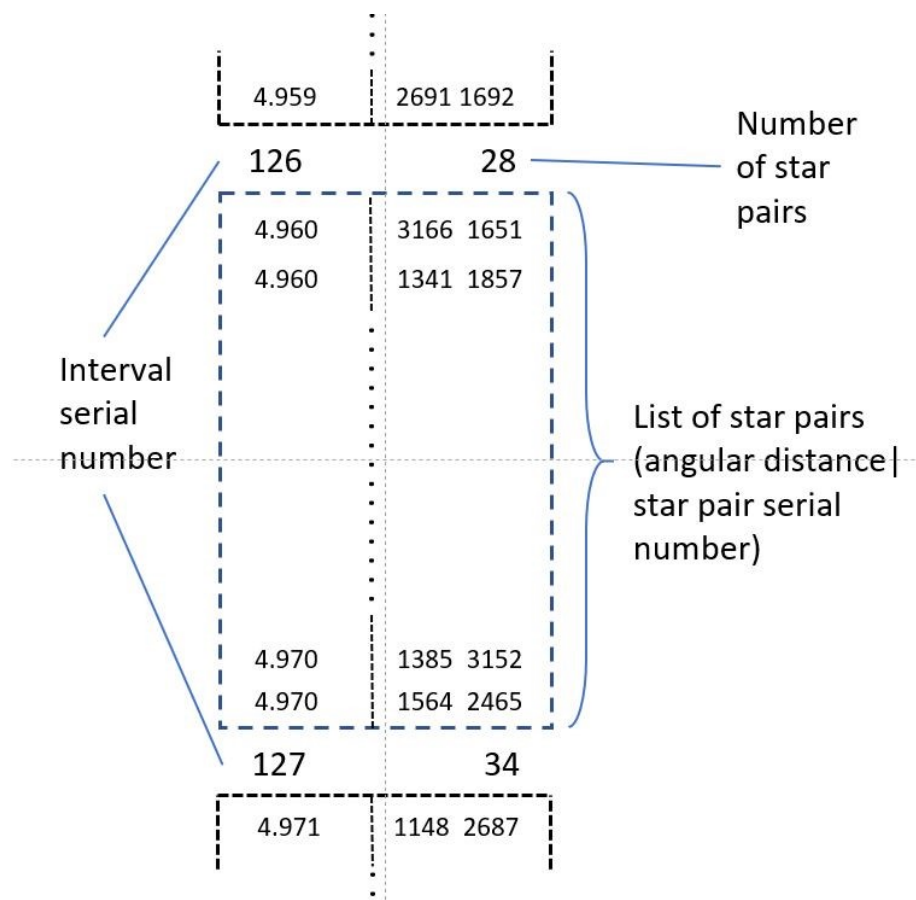 4.959 2691 1692
126 28
Number
of star
pairs
4.960 3166 1651
4.960 1341 1857
Interval
serial
number
List of star pairs
(angular distance|
star pair serial
number)
4.970 1385 3152
4.970 1564 2465
127 34
4.971 1148 2687